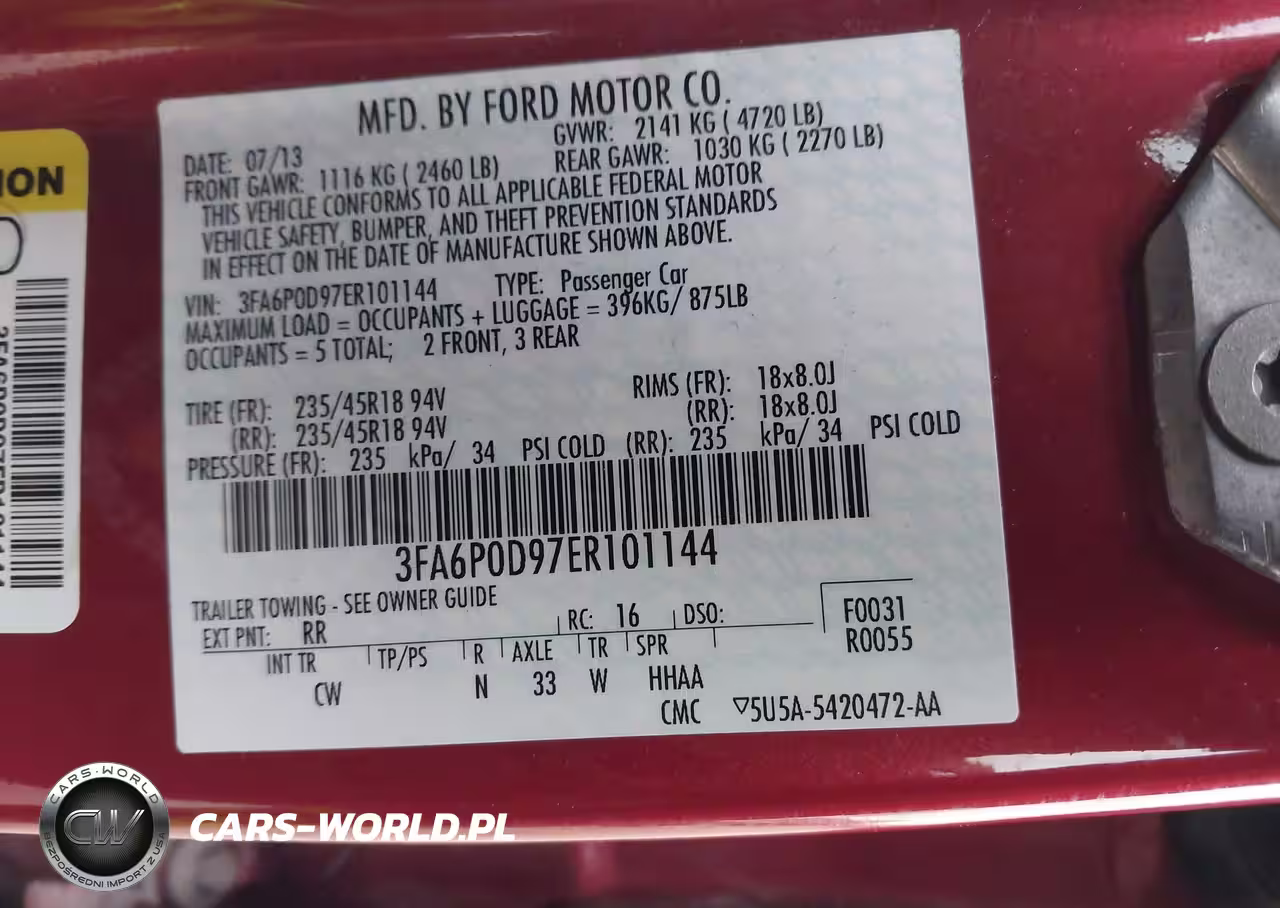 MFD. BY FORD MOTOR CO.
DATE: 07/13 GVWR: 2141 KG ( 4720 LB)
FRONT GAWR: 1116 KG ( 2460 LB) REAR GAWR: 1030 KG ( 2270 LB)
THIS VEHICLE CONFORMS TO ALL APPLICABLE FEDERAL MOTOR
VEHICLE SAFETY, BUMPER, AND THEFT PREVENTION STANDARDS
IN EFFECT ON THE DATE OF MANUFACTURE SHOWN ABOVE.
VIN: 3FA6P0D97ER101144 TYPE: Passenger Car
MAXIMUM LOAD = OCCUPANTS + LUGGAGE = 396KG/ 875LB
OCCUPANTS = 5 TOTAL; 2 FRONT, 3 REAR
TIRE (FR): 235/45R18 94V RIMS (FR): 18x8.0J
(RR): 235/45R18 94V (RR): 18x8.0J
PRESSURE (FR): 235 kPa/ 34 PSI COLD (RR): 235 kPa/ 34 PSI COLD
3FA6P0D97ER101144
TRAILER TOWING - SEE OWNER GUIDE
EXT PNT: RR RC: 16 DSO: F0031
R0055
INT TR TP/PS R AXLE TR SPR
CW N 33 W HHAA
CMC ▽5U5A-5420472-AA
ION
CARS-WORLD
CW
BEZPOŚREDNI IMPORT Z USA
CARS-WORLD.PL